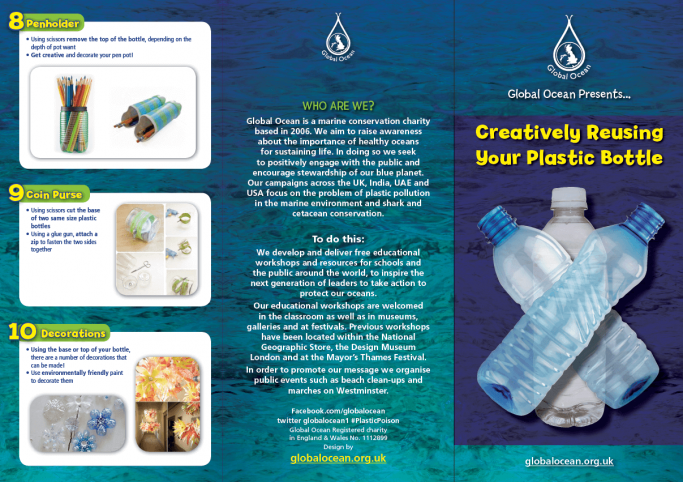 8 Penholder
• Using scissors remove the top of the bottle, depending on the
depth of pot want
• Get creative and decorate your pen pot!
9 Coin Purse
• Using scissors cut the base
of two same size plastic
bottles
• Using a glue gun, attach a
zip to fasten the two sides
together
10 Decorations
• Using the base or top of your bottle,
there are a number of decorations that
can be made!
• Use environmentally friendly paint
to decorate them
Global Ocean
WHO ARE WE?
Global Ocean is a marine conservation charity
based in 2006. We aim to raise awareness
about the importance of healthy oceans
for sustaining life. In doing so we seek
to positively engage with the public and
encourage stewardship of our blue planet.
Our campaigns across the UK, India, UAE and
USA focus on the problem of plastic pollution
in the marine environment and shark and
cetacean conservation.
To do this:
We develop and deliver free educational
workshops and resources for schools and
the public around the world, to inspire the
next generation of leaders to take action to
protect our oceans.
Our educational workshops are welcomed
in the classroom as well as in museums,
galleries and at festivals. Previous workshops
have been located within the National
Geographic Store, the Design Museum
London and at the Mayor's Thames Festival.
In order to promote our message we organise
public events such as beach clean-ups and
marches on Westminster.
Facebook.com/globalocean
twitter globalocean1 #PlasticPoison
Global Ocean Registered charity
in England & Wales No. 1112899
Design by
globalocean.org.uk
Global Ocean
Global Ocean Presents...
Creatively Reusing
Your Plastic Bottle
globalocean.org.uk